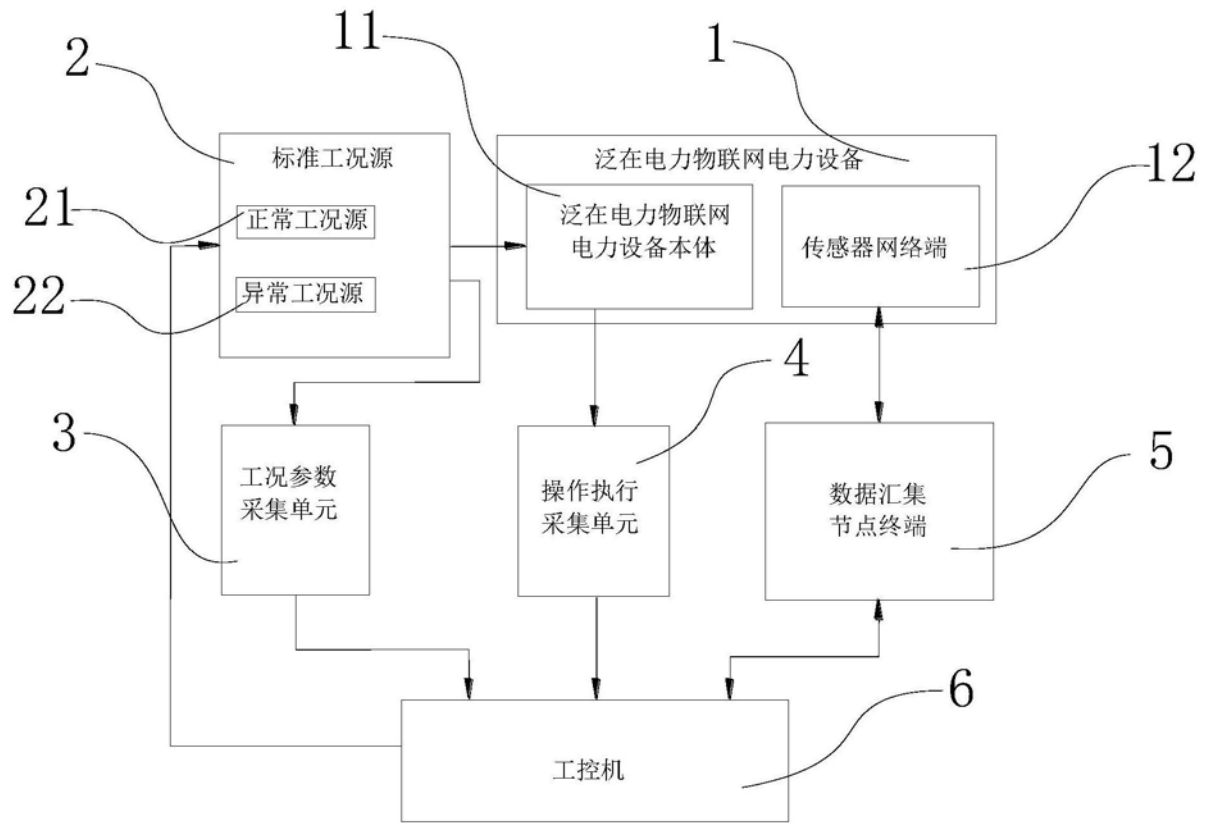 11
1
2
标准工况源
泛在电力物联网电力设备
12
21
正常工况源
泛在电力物联网
电力设备本体
传感器网络端
22
异常工况源
4
3
5
工况参数
采集单元
操作执行
采集单元
数据汇集
节点终端
6
工控机